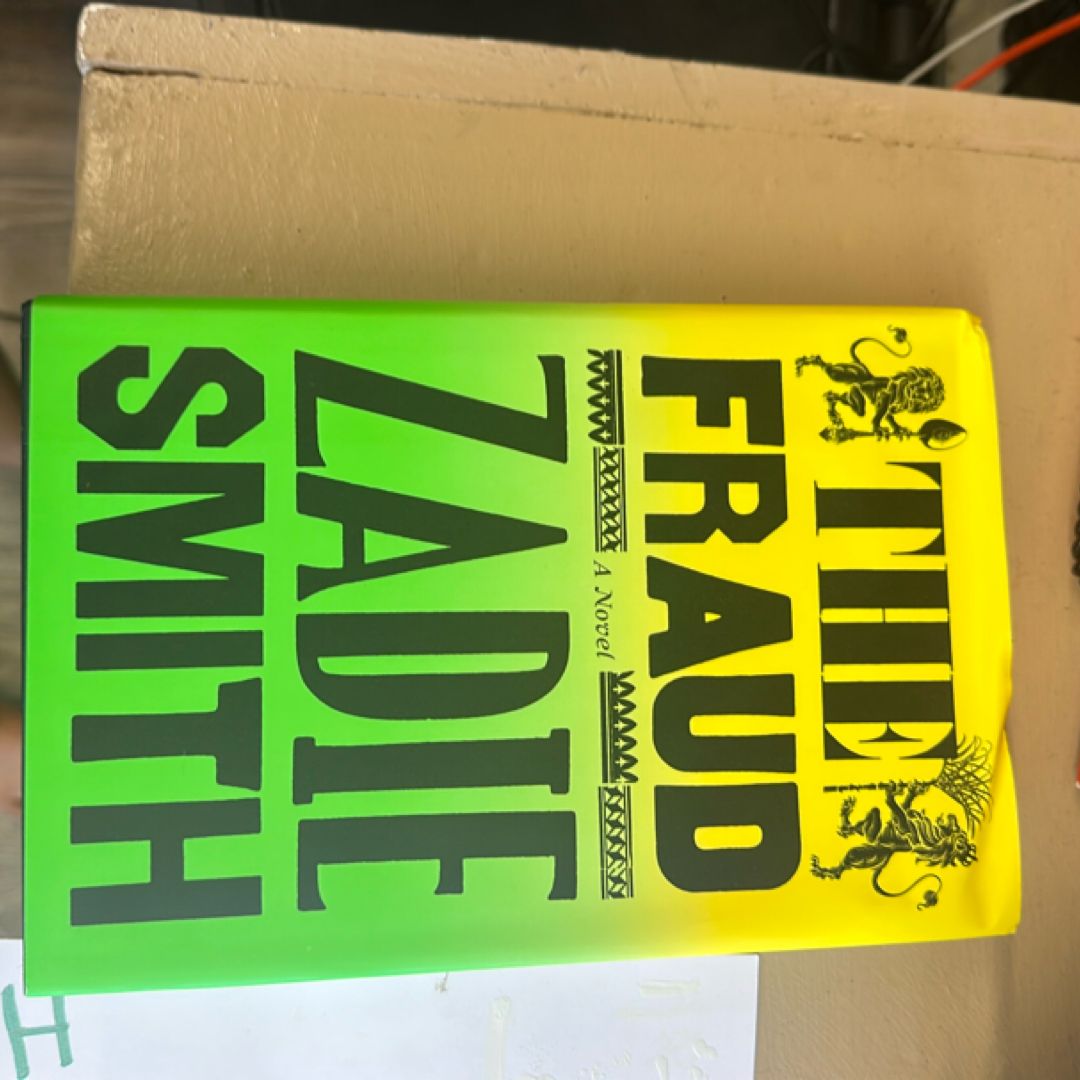 THE
FRAUD
A Novel
ZADIE
SMITH
H